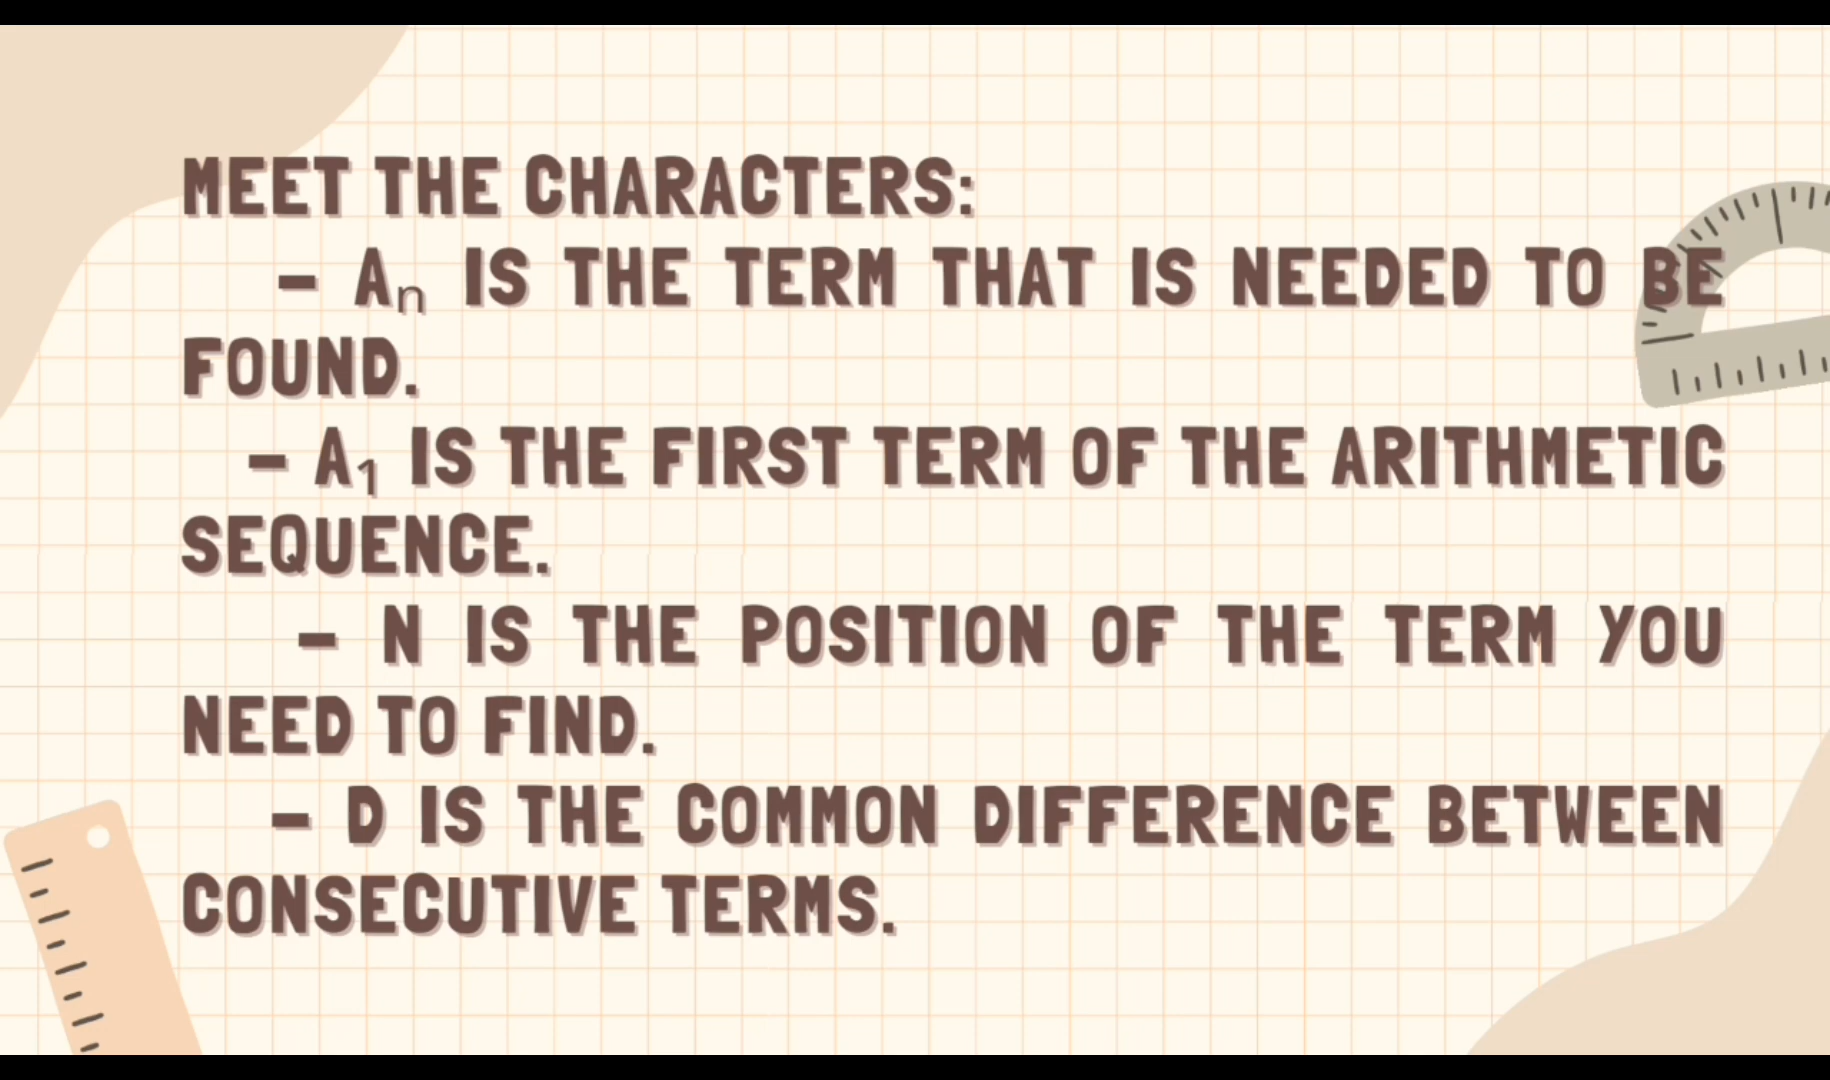 MEET THE CHARACTERS:
– Aₙ IS THE TERM THAT IS NEEDED TO BE
FOUND.
– A₁ IS THE FIRST TERM OF THE ARITHMETIC
SEQUENCE.
– N IS THE POSITION OF THE TERM YOU
NEED TO FIND.
– D IS THE COMMON DIFFERENCE BETWEEN
CONSECUTIVE TERMS.